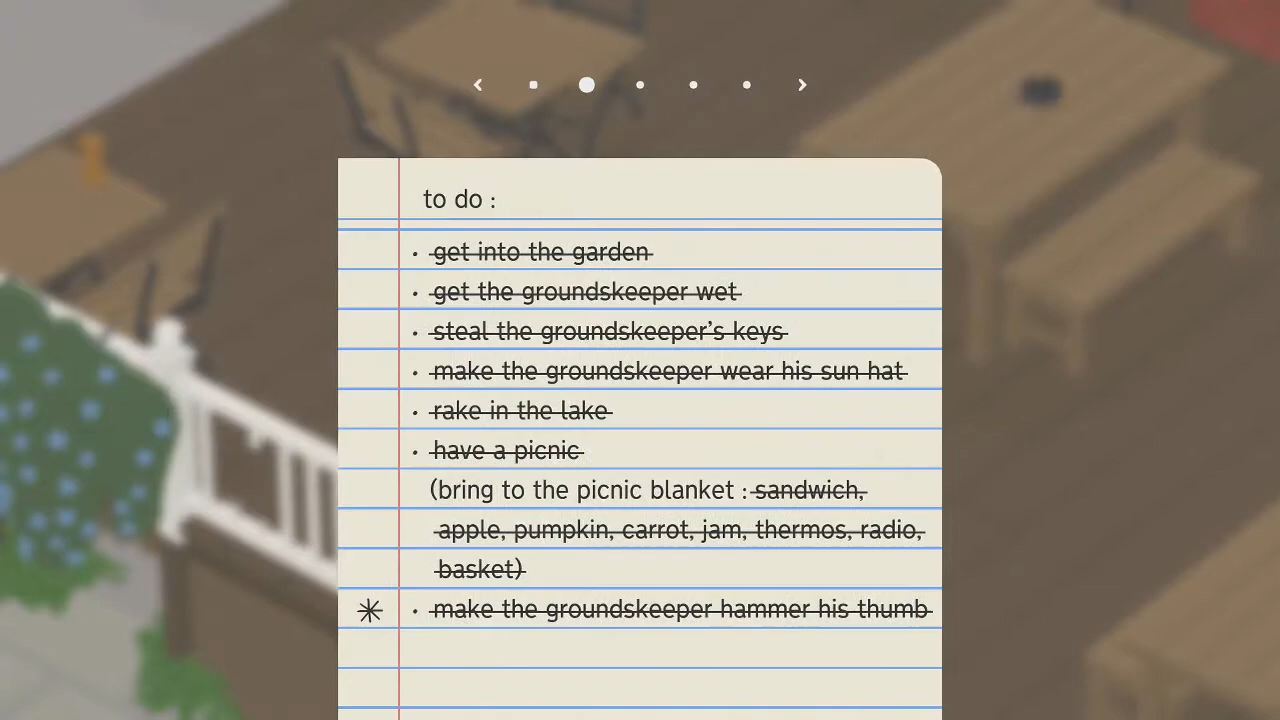 to do :
• get into the garden
• get the groundskeeper wet
• steal the groundskeeper’s keys
• make the groundskeeper wear his sun hat
• rake in the lake
• have a picnic
(bring to the picnic blanket : sandwich,
apple, pumpkin, carrot, jam, thermos, radio,
basket)
• make the groundskeeper hammer his thumb